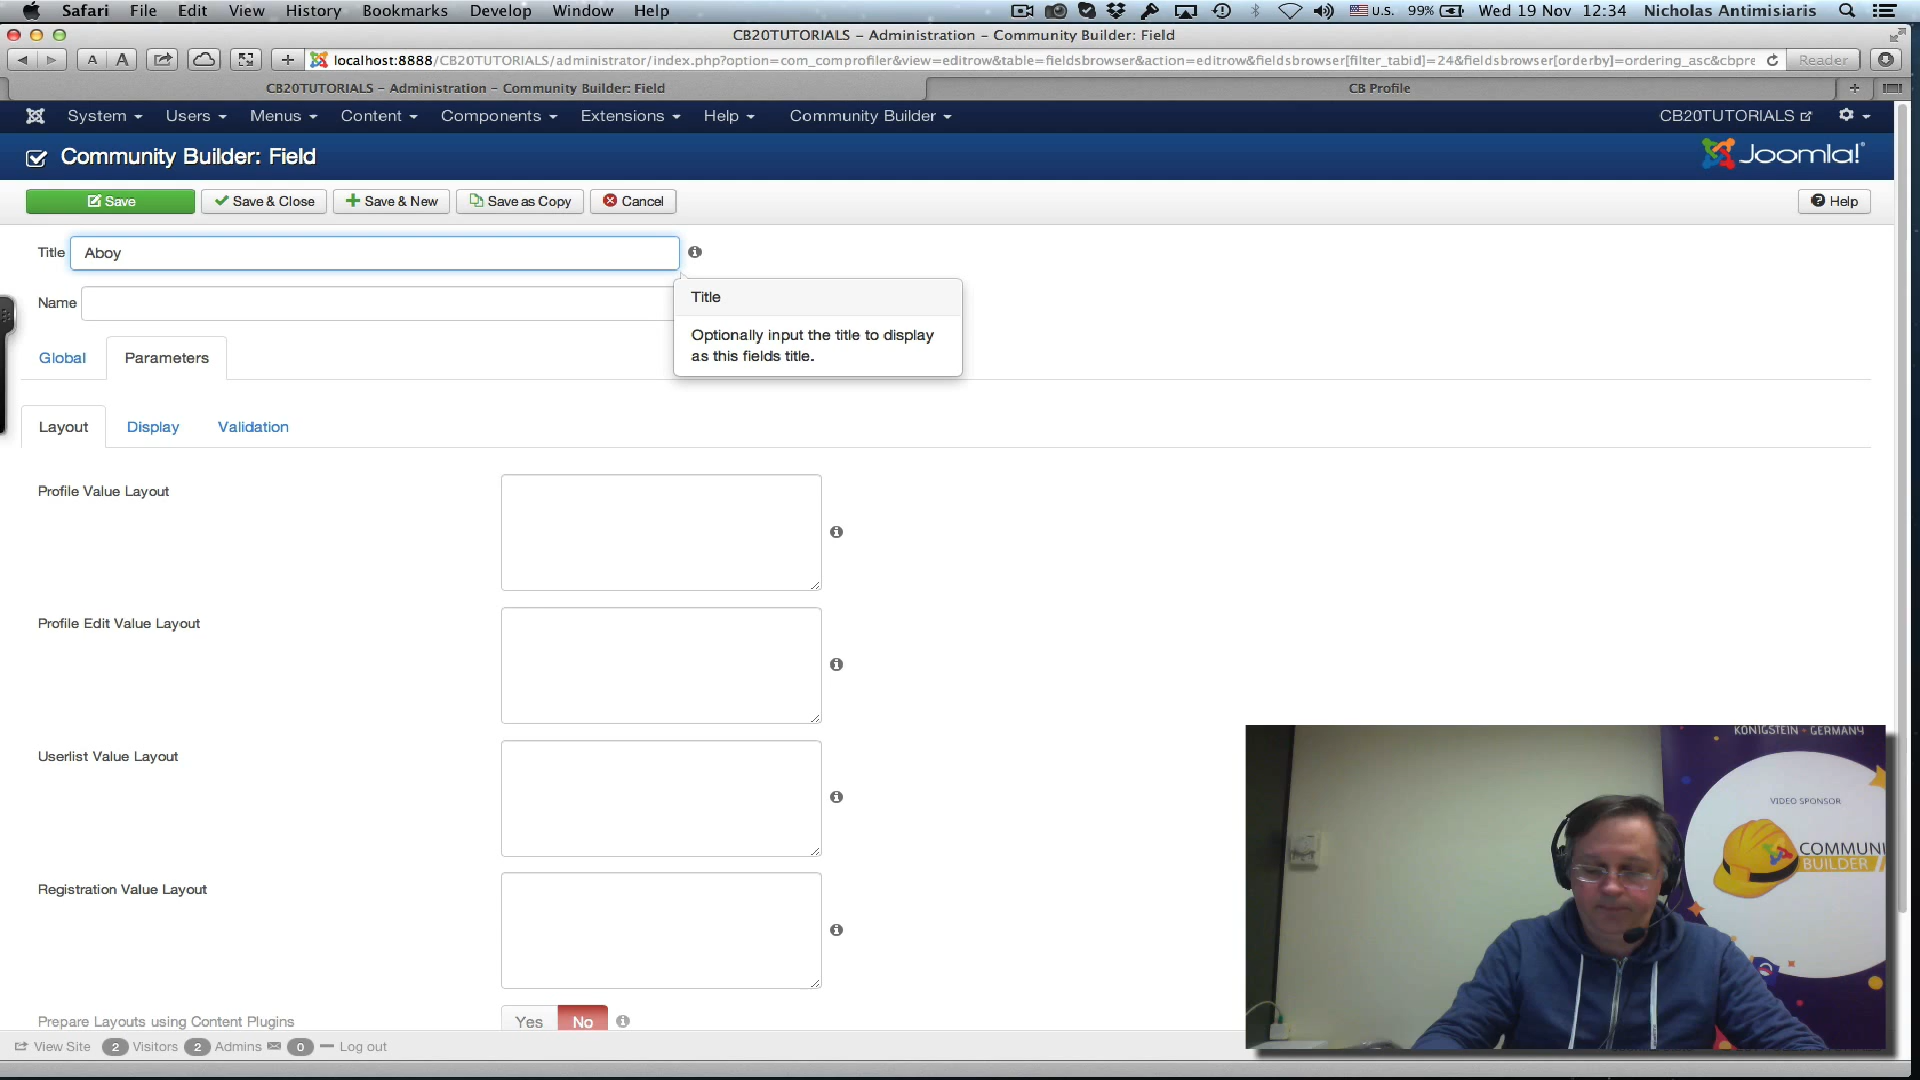 Safari File Edit View History Bookmarks Develop Window Help U.S. 99% Wed 19 Nov 12:34 Nicholas Antimisiaris
CB20TUTORIALS - Administration - Community Builder: Field
A A localhost:8888/CB20TUTORIALS/administrator/index.php?option=com_comprofiler&view=editrow&table=fieldsbrowser&action=editrow&fieldsbrowser[filter_tabid]=24&fieldsbrowser[orderby]=ordering_asc&cbpre Reader
CB20TUTORIALS - Administration - Community Builder: Field CB Profile
System Users Menus Content Components Extensions Help Community Builder CB20TUTORIALS
Community Builder: Field Joomla!
Save Save & Close Save & New Save as Copy Cancel Help
Title Aboy
Name
Title
Optionally input the title to display
as this fields title.
Global Parameters
Layout Display Validation
Profile Value Layout
Profile Edit Value Layout
Userlist Value Layout
Registration Value Layout
Prepare Layouts using Content Plugins Yes No
View Site 2 Visitors 2 Admins 0 Log out
KÖNIGSTEIN - GERMANY
VIDEO SPONSOR
COMMUNI
BUILDER